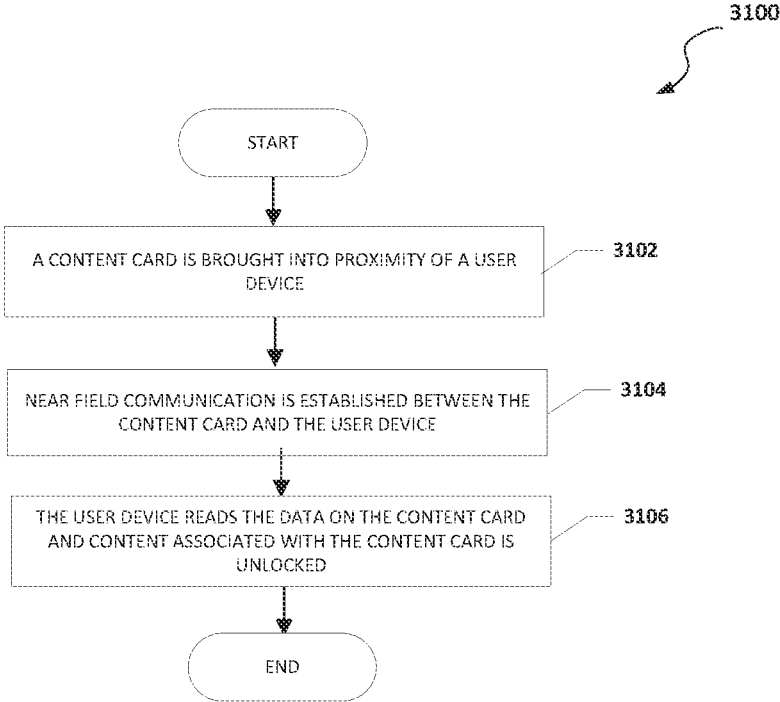 3100
START
A CONTENT CARD IS BROUGHT INTO PROXIMITY OF A USER
DEVICE
3102
NEAR FIELD COMMUNICATION IS ESTABLISHED BETWEEN THE
CONTENT CARD AND THE USER DEVICE
3104
THE USER DEVICE READS THE DATA ON THE CONTENT CARD
AND CONTENT ASSOCIATED WITH THE CONTENT CARD IS
UNLOCKED
3106
END